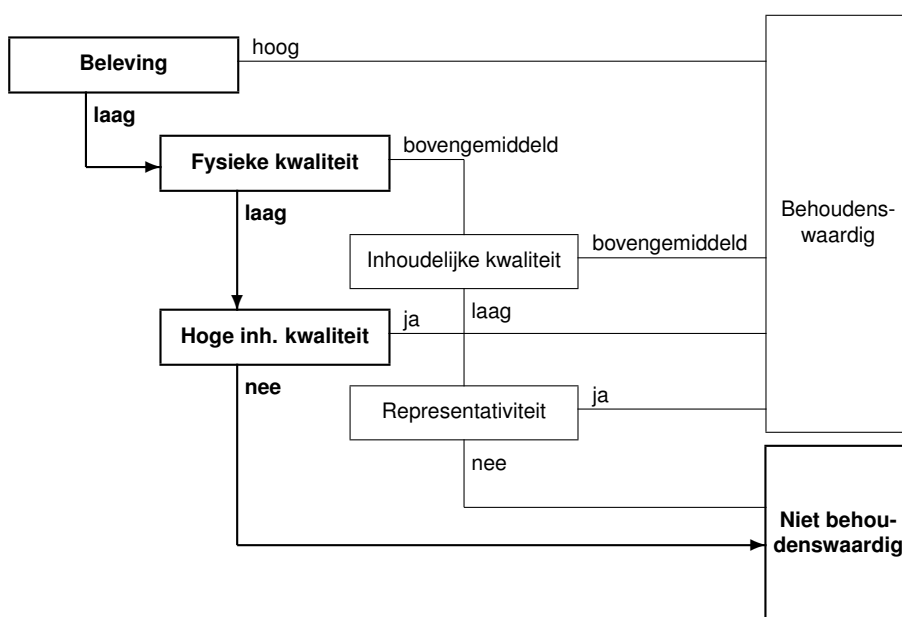 hoog
Beleving
laag
bovengemiddeld
Fysieke kwaliteit
laag
Behoudens-
waardig
bovengemiddeld
Inhoudelijke kwaliteit
laag
ja
Hoge inh. kwaliteit
nee
ja
Representativiteit
nee
Niet behou-
denswaardig